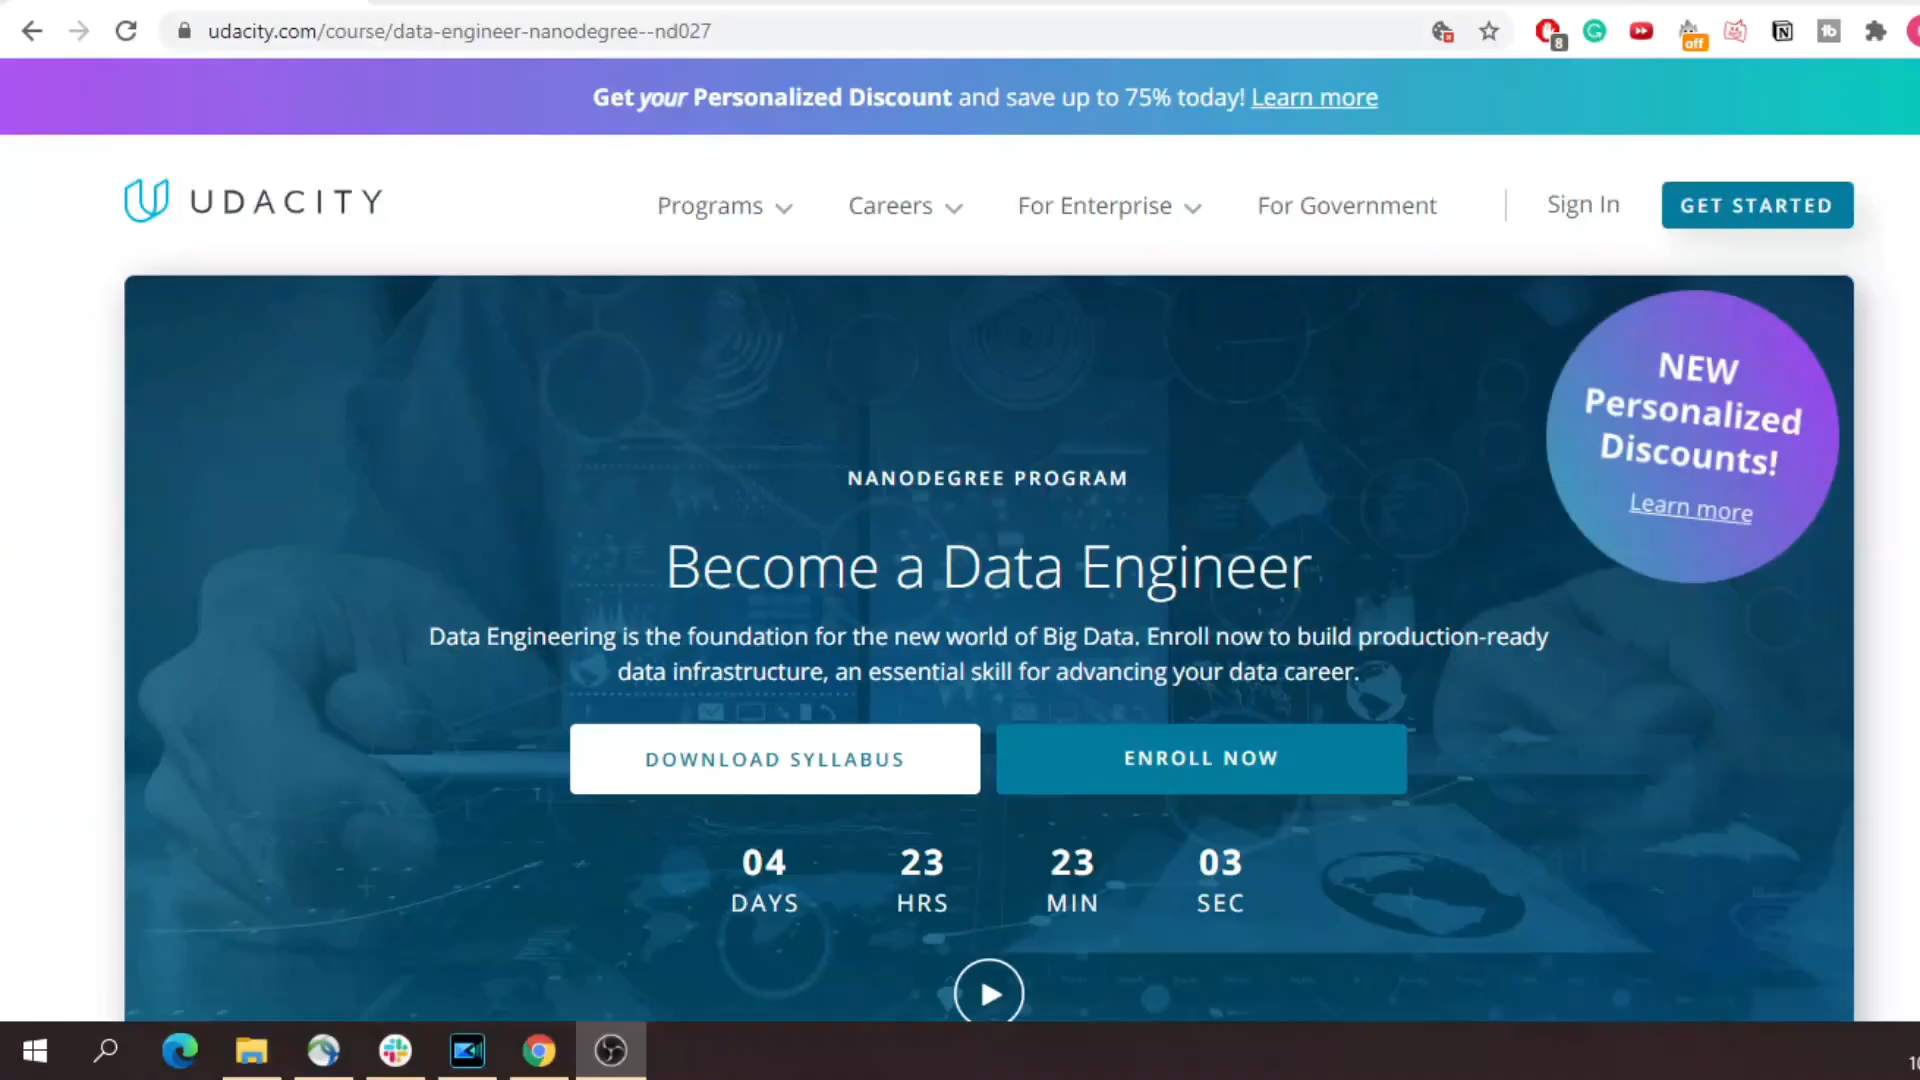 udacity.com/course/data-engineer-nanodegree--nd027
8
off
Get your Personalized Discount and save up to 75% today! Learn more
UDACITY
Programs
Careers
For Enterprise
For Government
Sign In
GET STARTED
NEW
Personalized
Discounts!
Learn more
NANODEGREE PROGRAM
Become a Data Engineer
Data Engineering is the foundation for the new world of Big Data. Enroll now to build production-ready
data infrastructure, an essential skill for advancing your data career.
DOWNLOAD SYLLABUS
ENROLL NOW
04 23 23 03
DAYS HRS MIN SEC